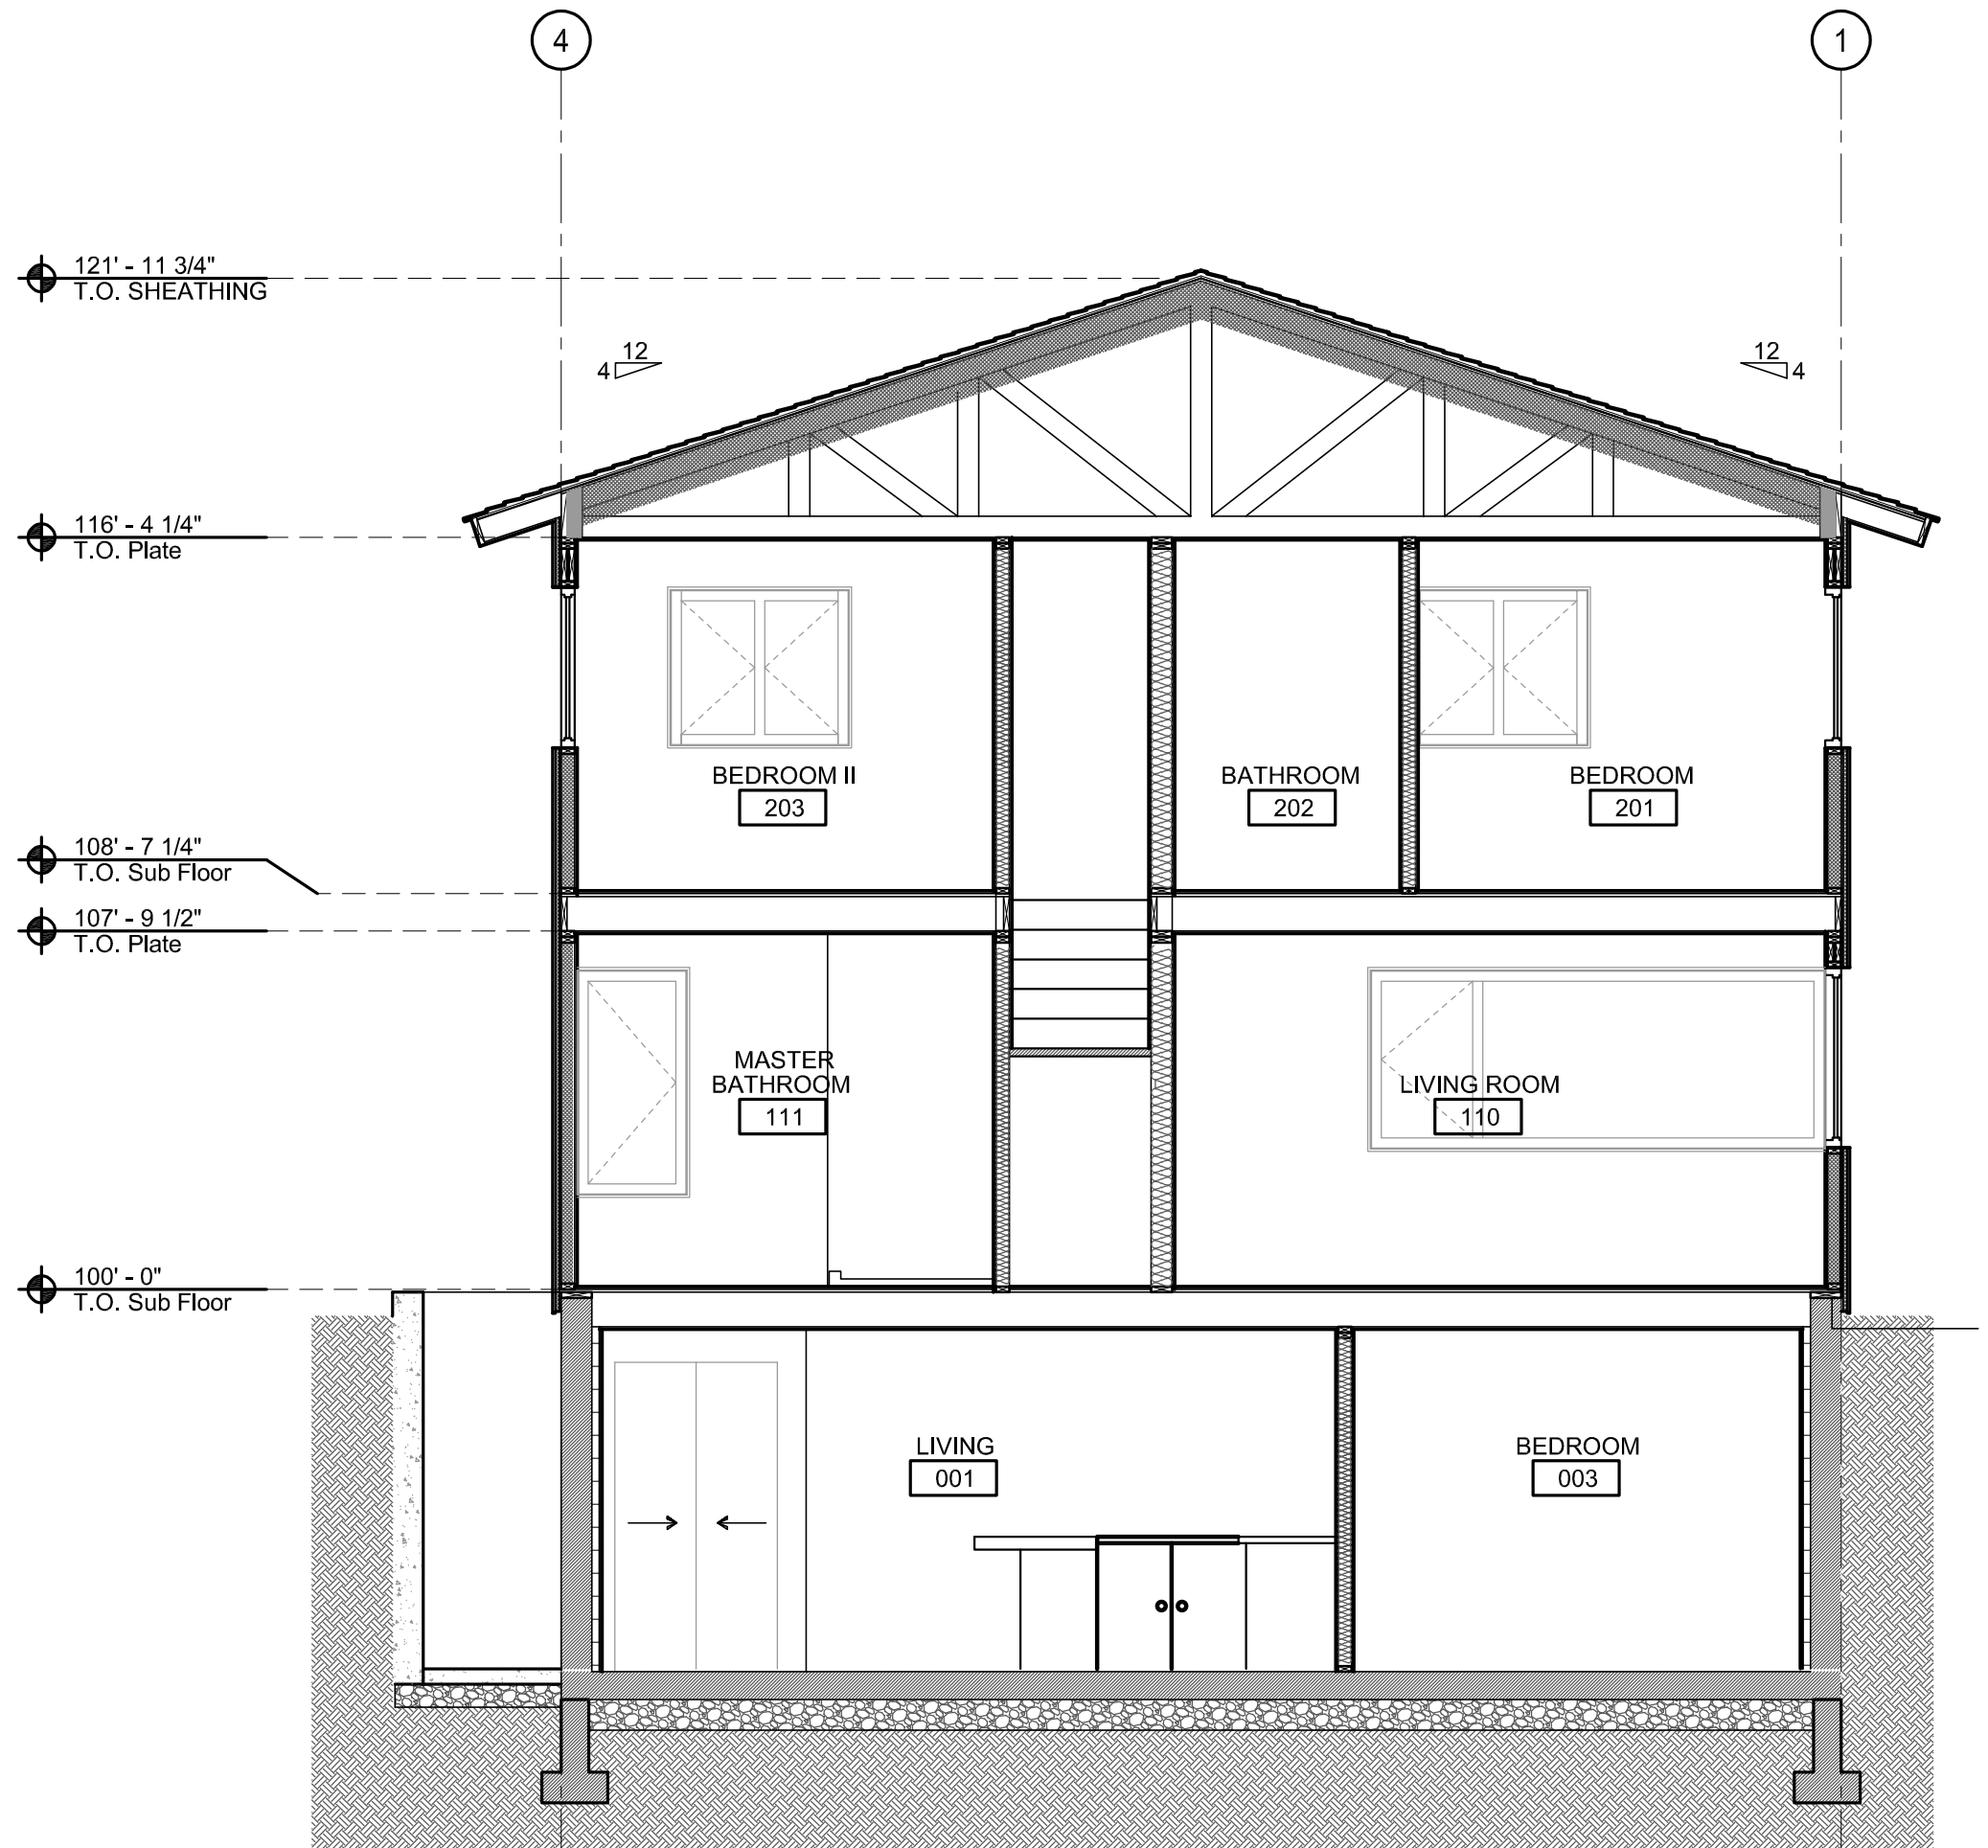 4
1
121' - 11 3/4"
T.O. SHEATHING
12
4
12
4
116' - 4 1/4"
T.O. Plate
BEDROOM II
203
BATHROOM
202
BEDROOM
201
108' - 7 1/4"
T.O. Sub Floor
107' - 9 1/2"
T.O. Plate
MASTER
BATHROOM
111
LIVING ROOM
110
100' - 0"
T.O. Sub Floor
LIVING
001
BEDROOM
003